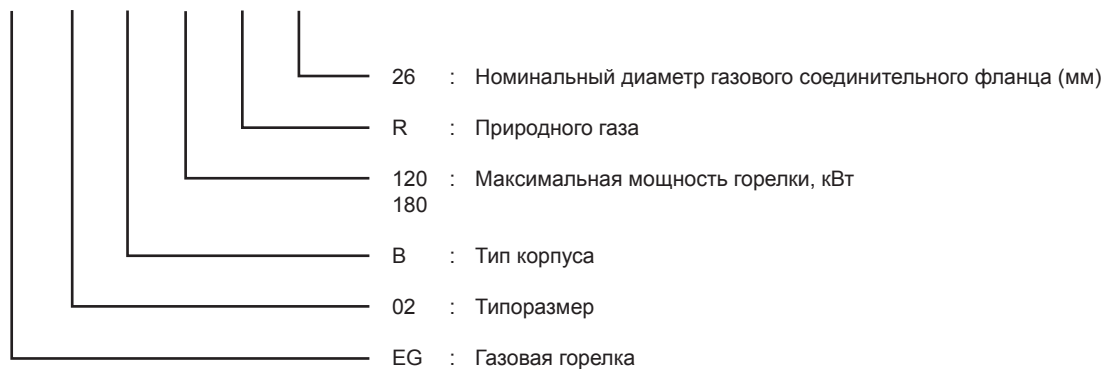 26 : Номинальный диаметр газового соединительного фланца (мм)
R : Природного газа
120 : Максимальная мощность горелки, кВт
180
B : Тип корпуса
02 : Типоразмер
EG : Газовая горелка